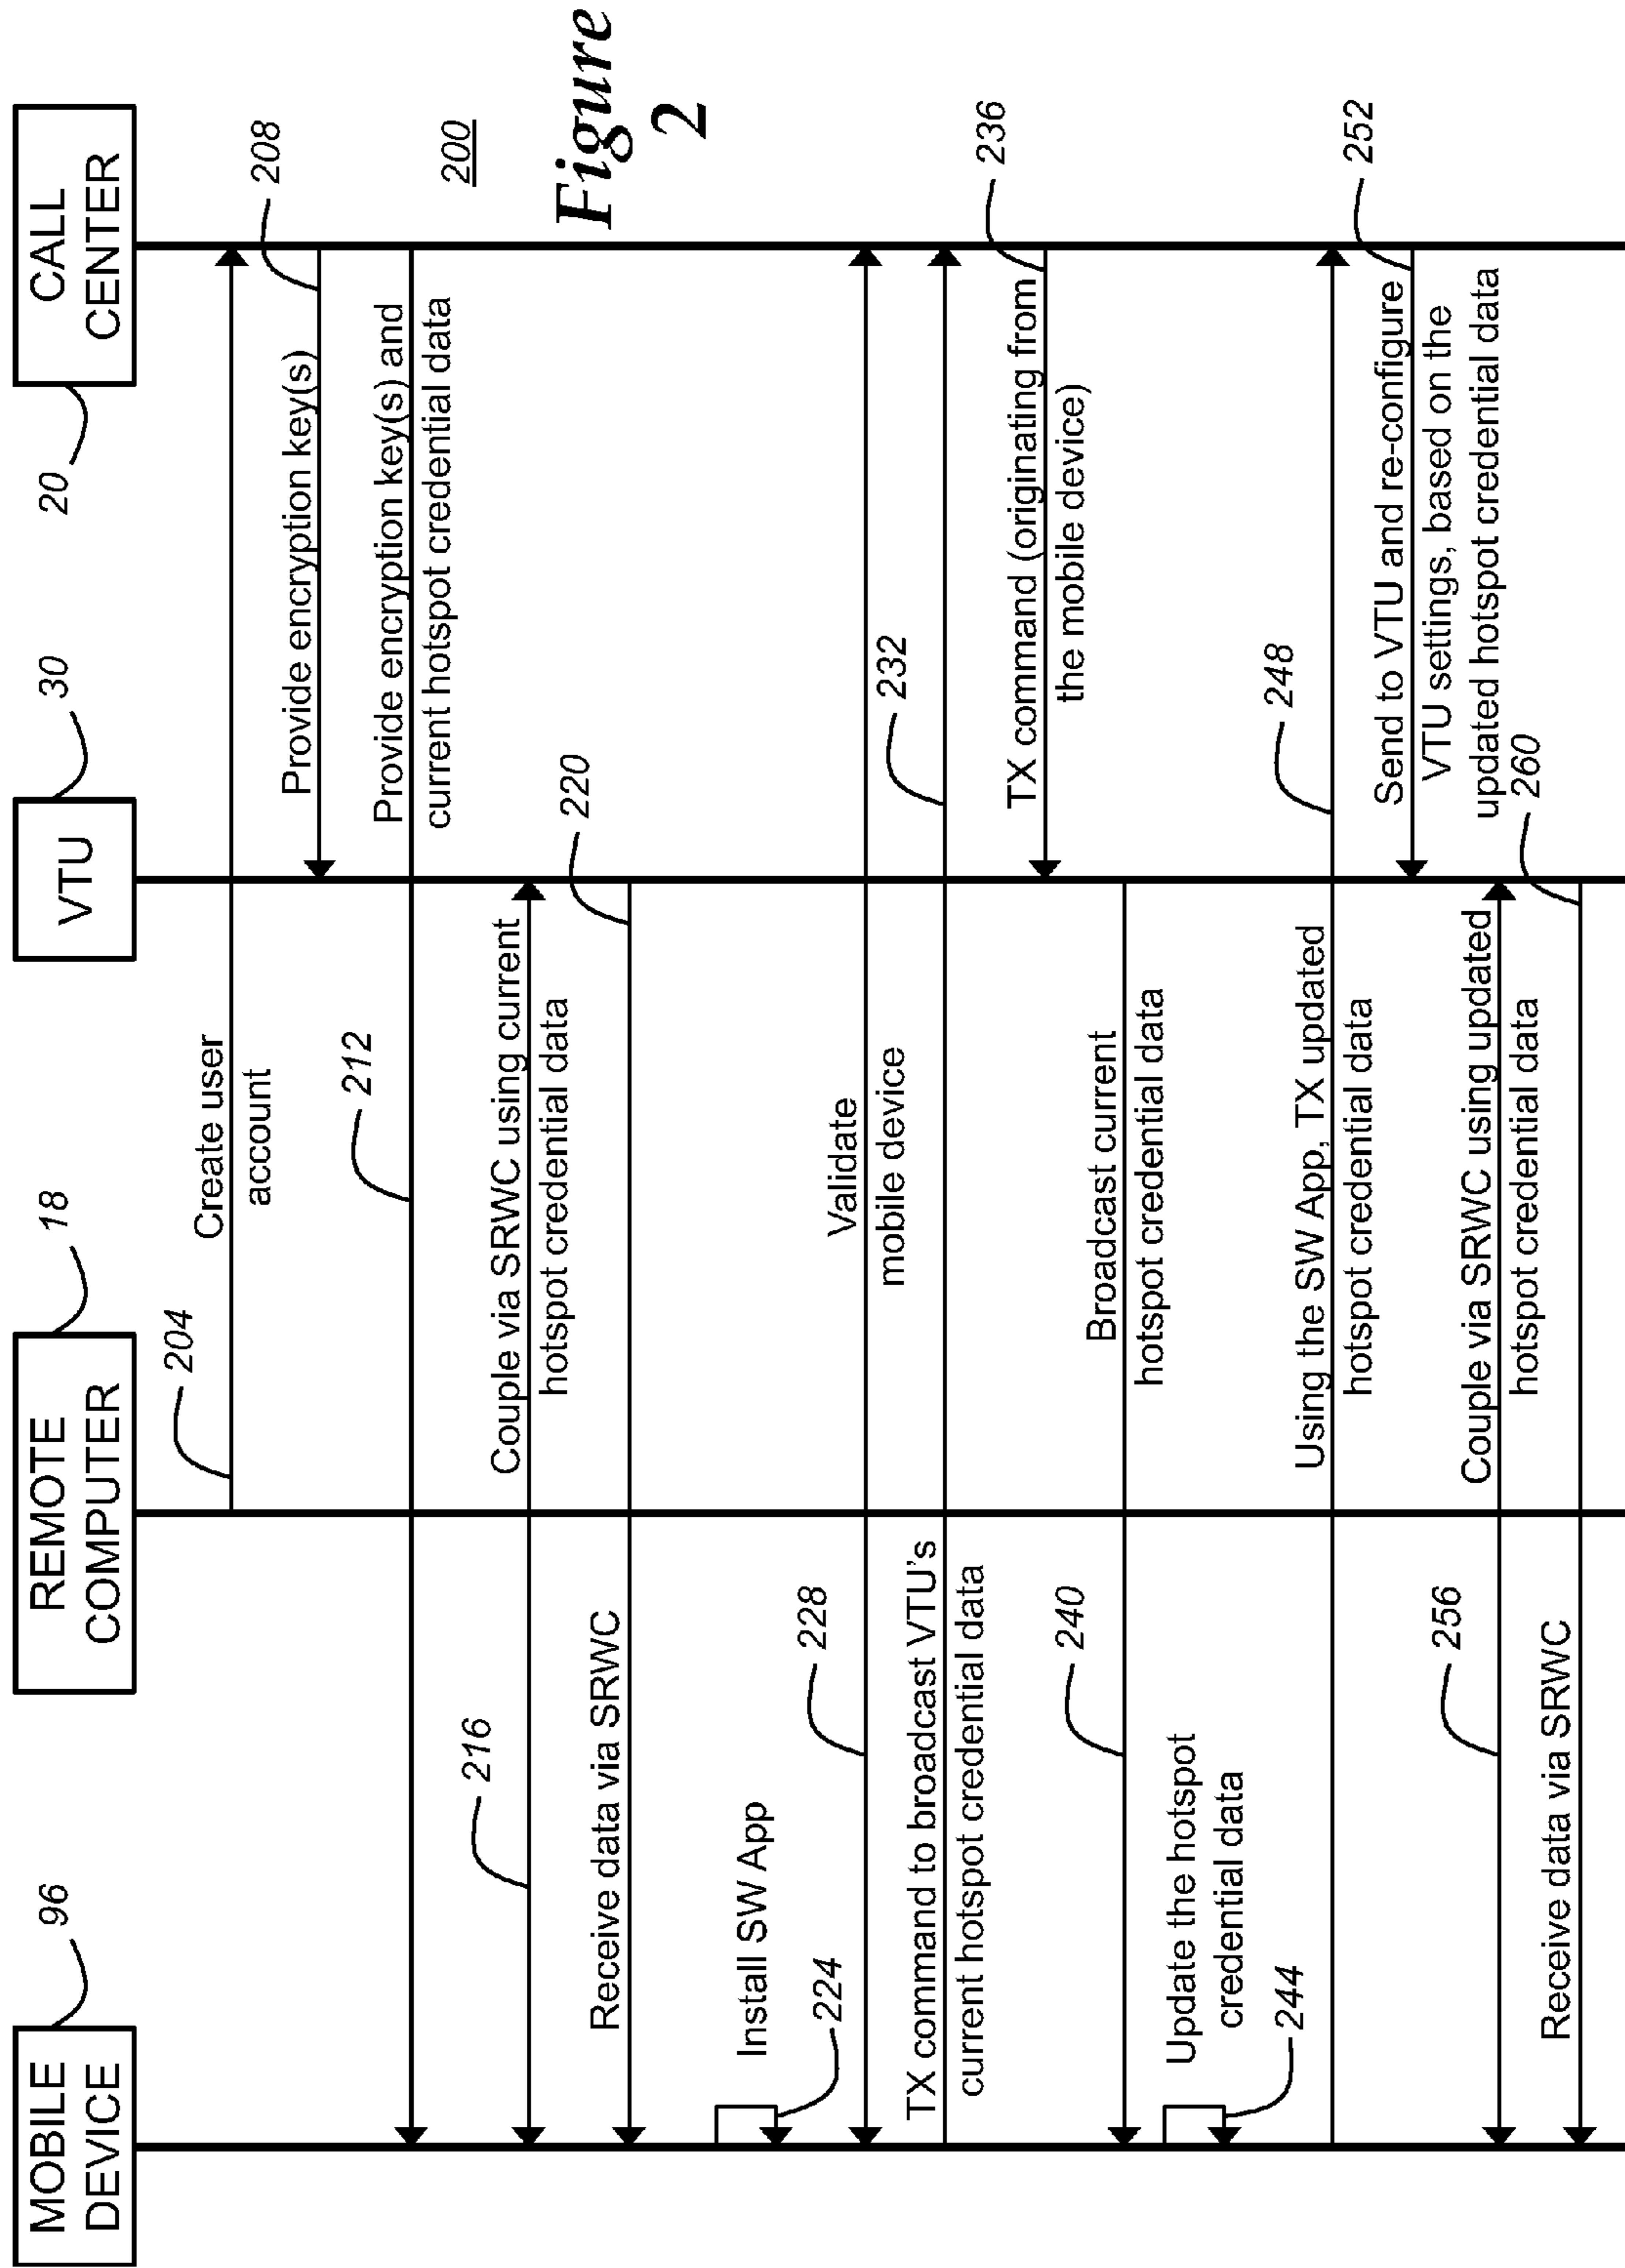 MOBILE
DEVICE
96
REMOTE
COMPUTER
18
VTU
30
CALL
CENTER
20
204
Create user
account
208
Provide encryption key(s)
212
Provide encryption key(s) and
current hotspot credential data
200
216
Couple via SRWC using current
hotspot credential data
220
Receive data via SRWC
Figure
2
Install SW App
224
228
Validate
mobile device
232
TX command to broadcast VTU's
current hotspot credential data
236
TX command (originating from
the mobile device)
240
Broadcast current
hotspot credential data
Update the hotspot
credential data
244
248
Using the SW App, TX updated
hotspot credential data
252
Send to VTU and re-configure
VTU settings, based on the
updated hotspot credential data
256
Couple via SRWC using updated
hotspot credential data
260
Receive data via SRWC